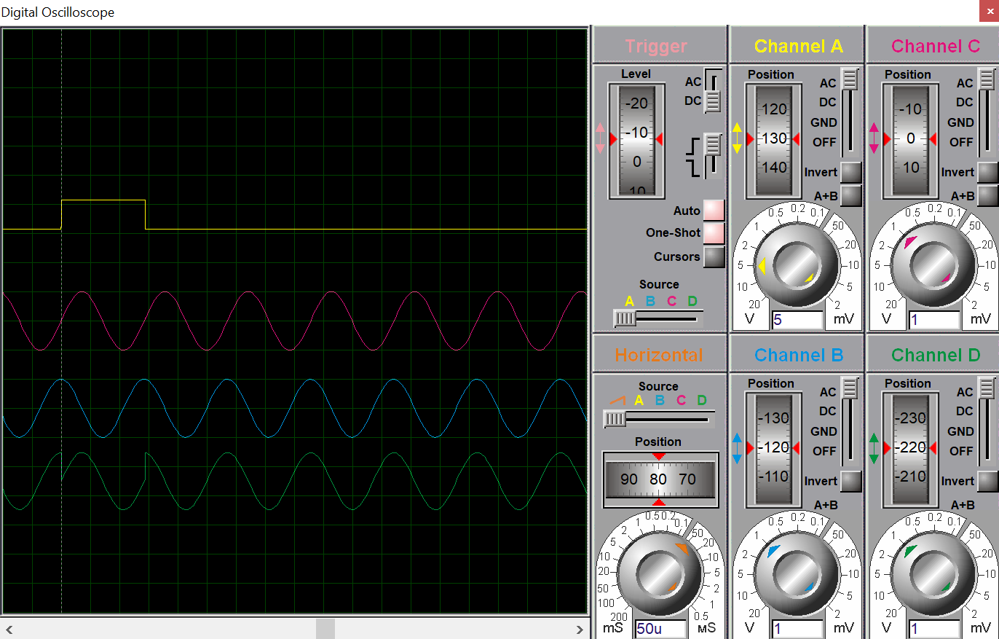 Digital Oscilloscope
Trigger
Level
-20
-10
0
10
AC
DC
Auto
One-Shot
Cursors
Source
A B C D
Channel A
Position
120
130
140
AC
DC
GND
OFF
Invert
A+B
20 10 5 2 1 0.5 0.2 0.1 50 20 10 5 2
V
5
mV
Channel C
Position
-10
0
10
AC
DC
GND
OFF
Invert
A+B
20 10 5 2 1 0.5 0.2 0.1 50 20 10 5 2
V
1
mV
Horizontal
Source
A B C D
Position
90 80 70
200 100 50 20 10 5 2 1 0.5 0.2 0.1 50 20 10 5 2 1 0.5
mS
50u
мS
Channel B
Position
-130
-120
-110
AC
DC
GND
OFF
Invert
A+B
20 10 5 2 1 0.5 0.2 0.1 50 20 10 5 2
V
1
mV
Channel D
Position
-230
-220
-210
AC
DC
GND
OFF
Invert
A+B
20 10 5 2 1 0.5 0.2 0.1 50 20 10 5 2
V
1
mV